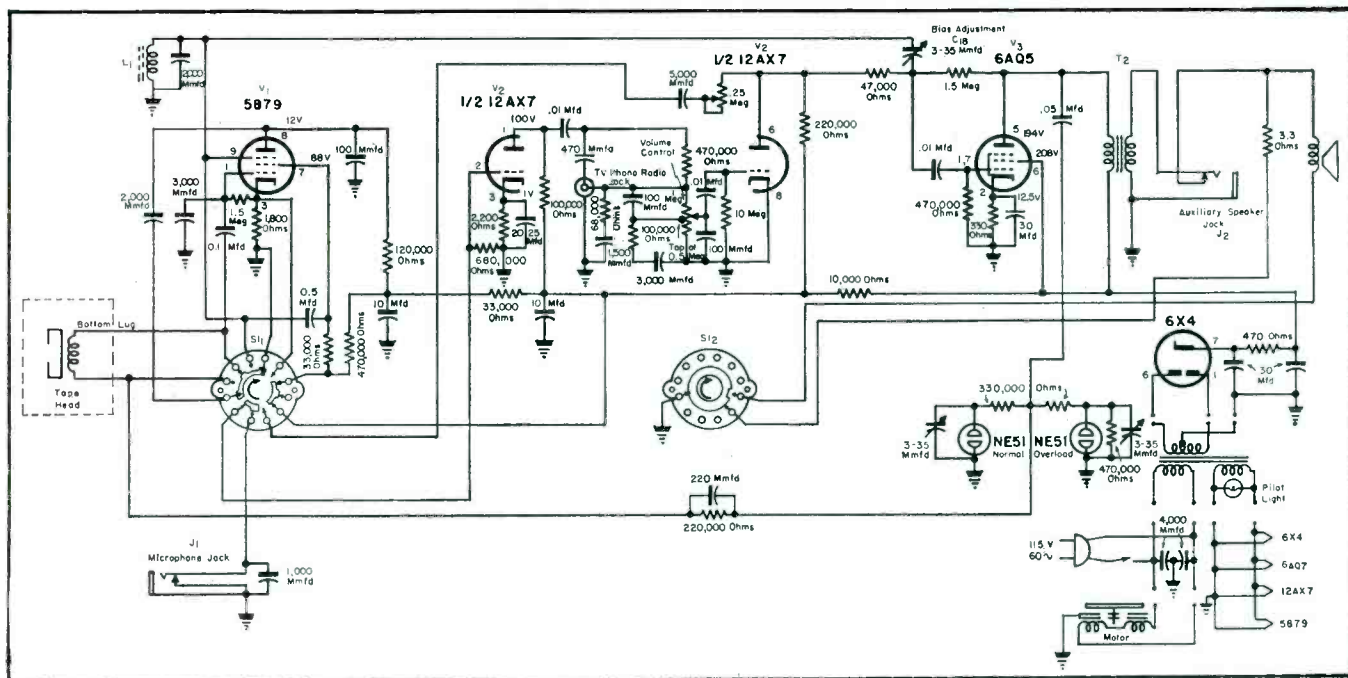 L1
2,000
Mmfd
V1
5879
12V
8
9
1
88V
7
3
100 Mmfd
2,000
Mmfd
3,000
Mmfd
1.5
Meg
1,800
Ohms
0.1
Mfd
120,000
Ohms
0.5
Mfd
10 Mfd
33,000
Ohms
470,000 Ohms
Bottom Lug
Tape
Head
S1₁
J1
Microphone Jack
1,000
Mmfd
V2
1/2 12AX7
1
100V
.01 Mfd
2
3
1V
2,200
Ohms
20
25
Mfd
680,000
Ohms
33,000
Ohms
10 Mfd
470
Mmfd
TV Phono Radio
Jack
100,000
Ohms
68,000
Ohms
100
Mmfd
100,000
Ohms
1,500
Mmfd
3,000 Mmfd
Tap of
0.5 Meg
Volume
Control
470,000
Ohms
.01
Mfd
100
Mmfd
10 Meg
5,000
Mmfd
.25
Meg
V2
1/2 12AX7
6
7
8
220,000
Ohms
Bias Adjustment
C18
3-35 Mmfd
47,000
Ohms
1.5 Meg
V3
6AQ5
5
194V
208V
6
1,7
2
12.5V
.01 Mfd
470,000
Ohms
330
Ohms
30
Mfd
.05
Mfd
T2
Auxiliary Speaker
Jack
J2
3.3
Ohms
10,000 Ohms
S1₂
330,000 Ohms
3-35
Mmfd
NE51
Normal
NE51
Overload
3-35
Mmfd
470,000
Ohms
220 Mmfd
220,000 Ohms
6X4
7
6
1
470 Ohms
30
Mfd
Pilot
Light
4,000
Mmfd
115 V
60~
Motor
6X4
6AQ7
12AX7
5879